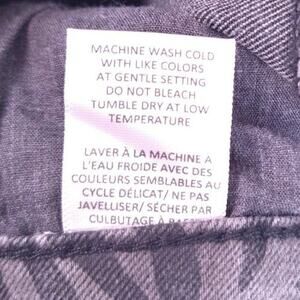 MACHINE WASH COLD
WITH LIKE COLORS
AT GENTLE SETTING
DO NOT BLEACH
TUMBLE DRY AT LOW
TEMPERATURE
LAVER À LA MACHINE A
L'EAU FROIDE AVEC DES
COULEURS SEMBLABLES AU
CYCLE DÉLICAT/ NE PAS
JAVELLISER/ SÉCHER PAR
CULBUTAGE À